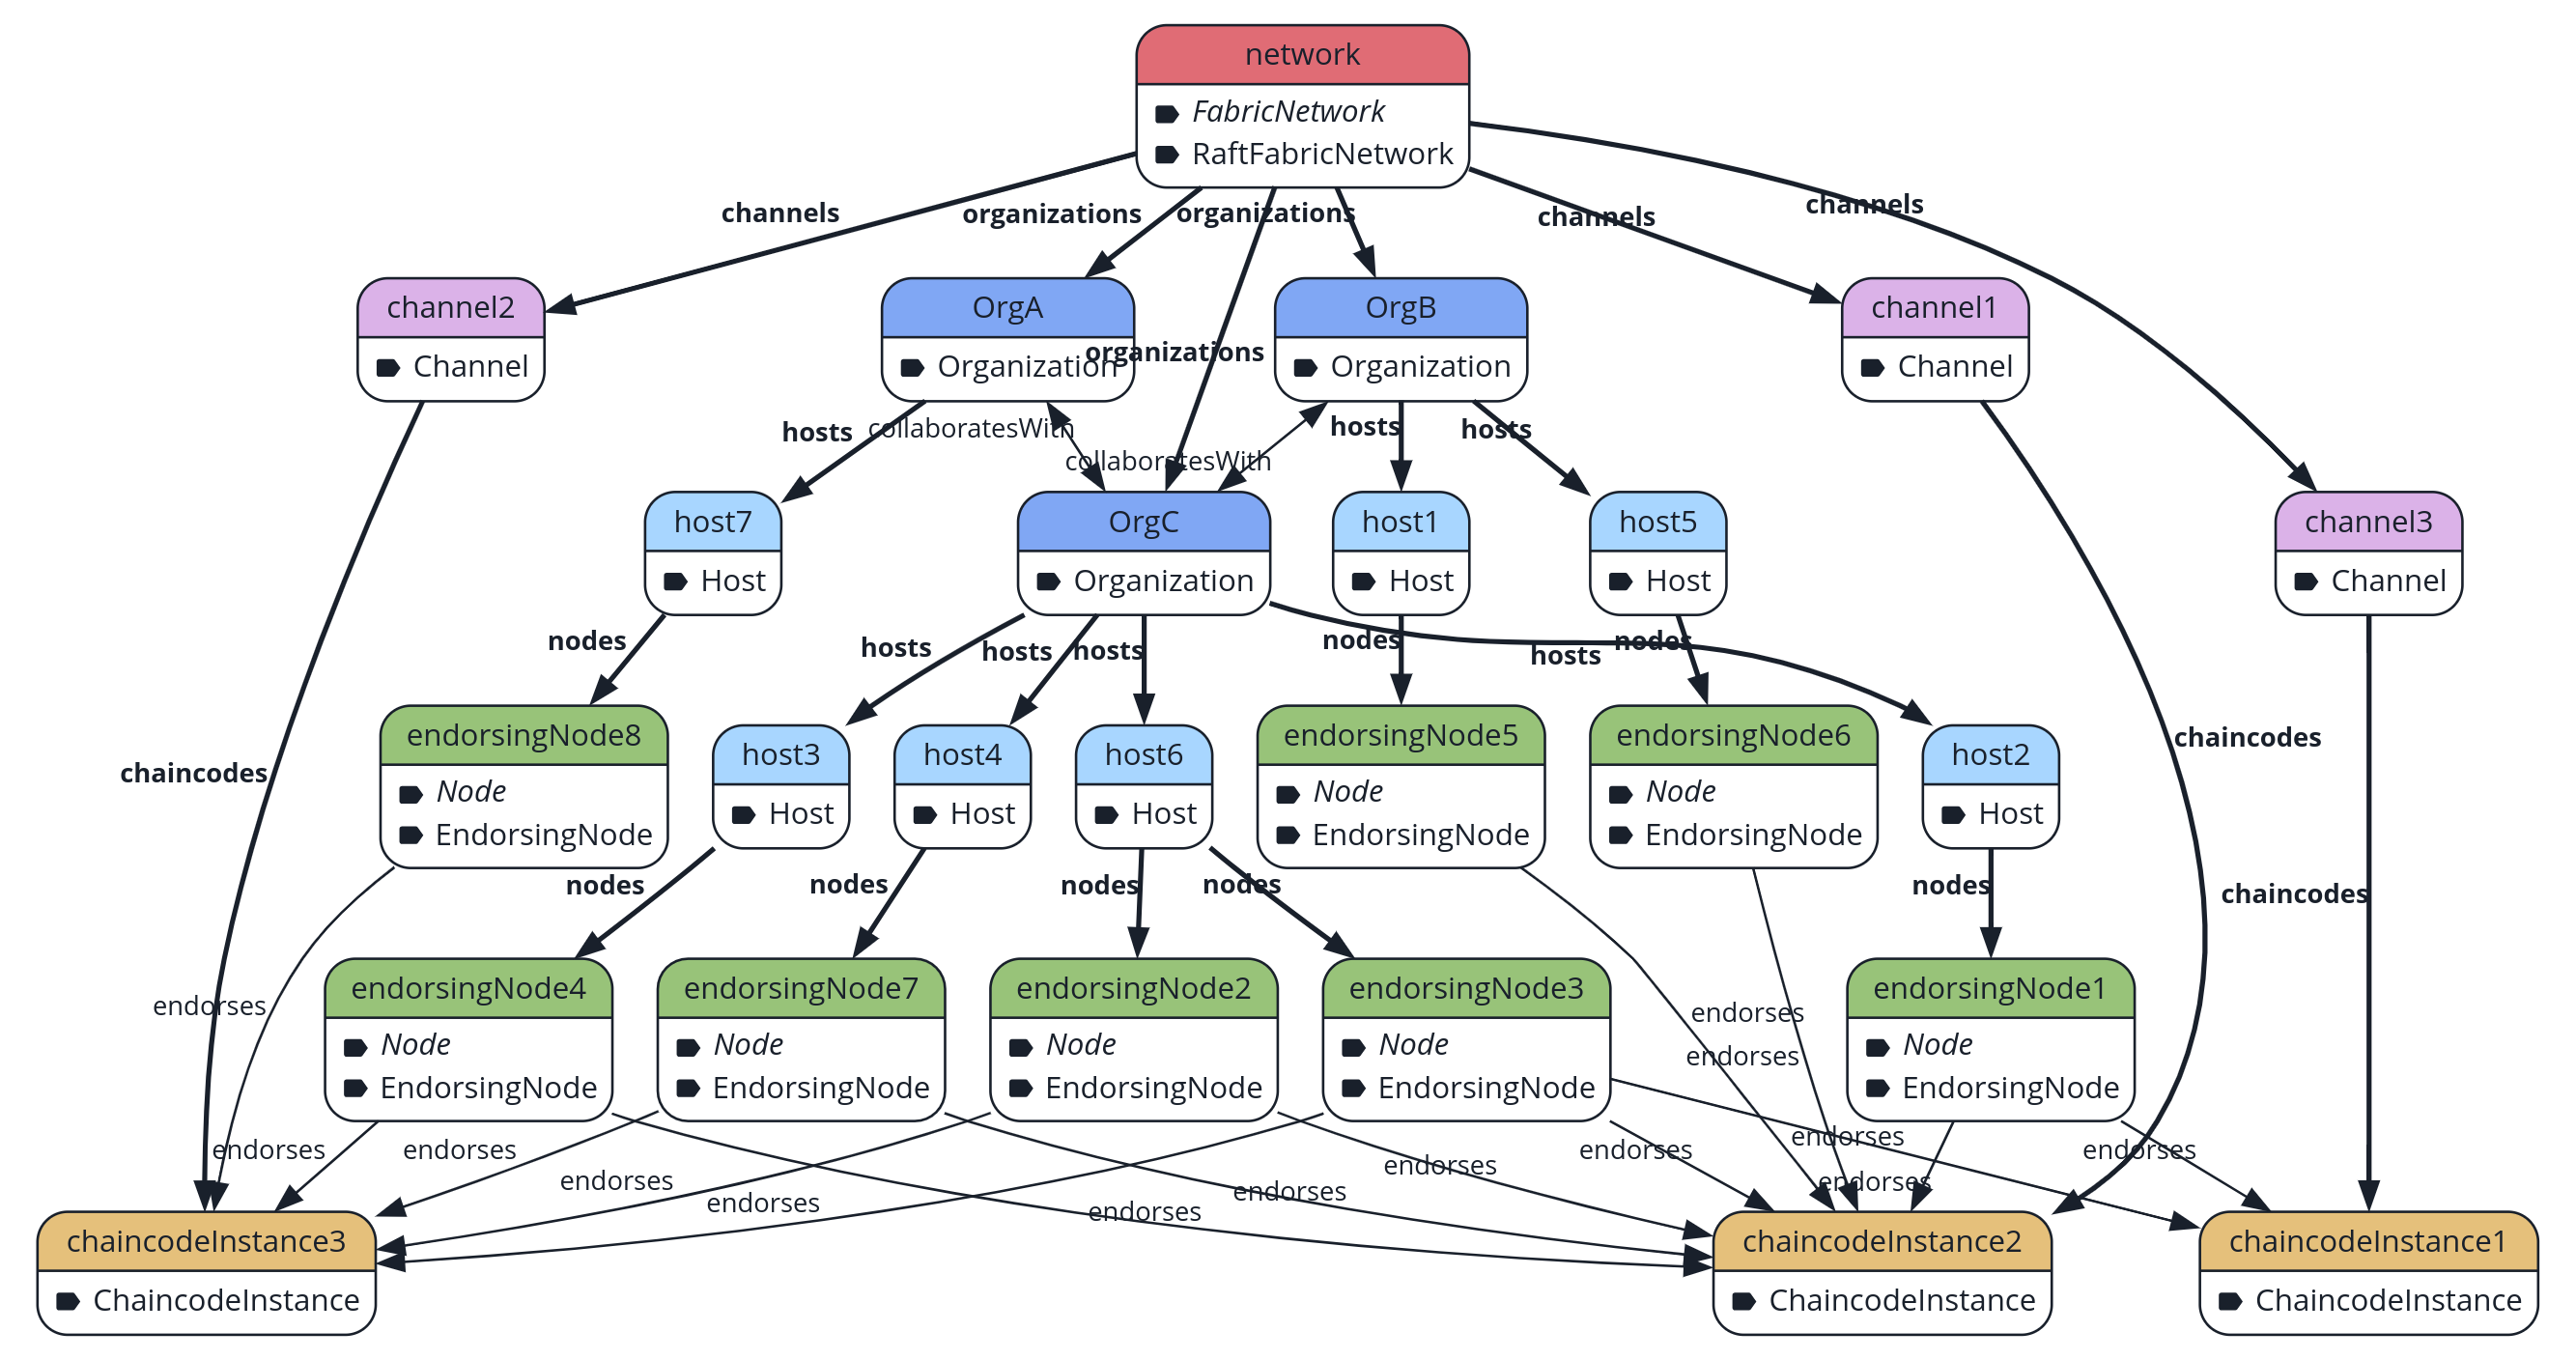 network
FabricNetwork
RaftFabricNetwork
channels
organizations
organizations
channels
channels
channel2
Channel
OrgA
Organization
OrgB
Organization
channel1
Channel
organizations
hosts
collaboratesWith
collaboratesWith
hosts
hosts
host7
Host
OrgC
Organization
host1
Host
host5
Host
channel3
Channel
nodes
hosts
hosts
hosts
nodes
hosts
nodes
chaincodes
endorsingNode8
Node
EndorsingNode
host3
Host
host4
Host
host6
Host
endorsingNode5
Node
EndorsingNode
endorsingNode6
Node
EndorsingNode
host2
Host
chaincodes
nodes
nodes
nodes
nodes
nodes
chaincodes
endorses
endorsingNode4
Node
EndorsingNode
endorsingNode7
Node
EndorsingNode
endorsingNode2
Node
EndorsingNode
endorsingNode3
Node
EndorsingNode
endorses
endorses
endorsingNode1
Node
EndorsingNode
endorses
endorses
endorses
endorses
endorses
endorses
endorses
endorses
endorses
endorses
endorses
chaincodeInstance3
ChaincodeInstance
chaincodeInstance2
ChaincodeInstance
chaincodeInstance1
ChaincodeInstance